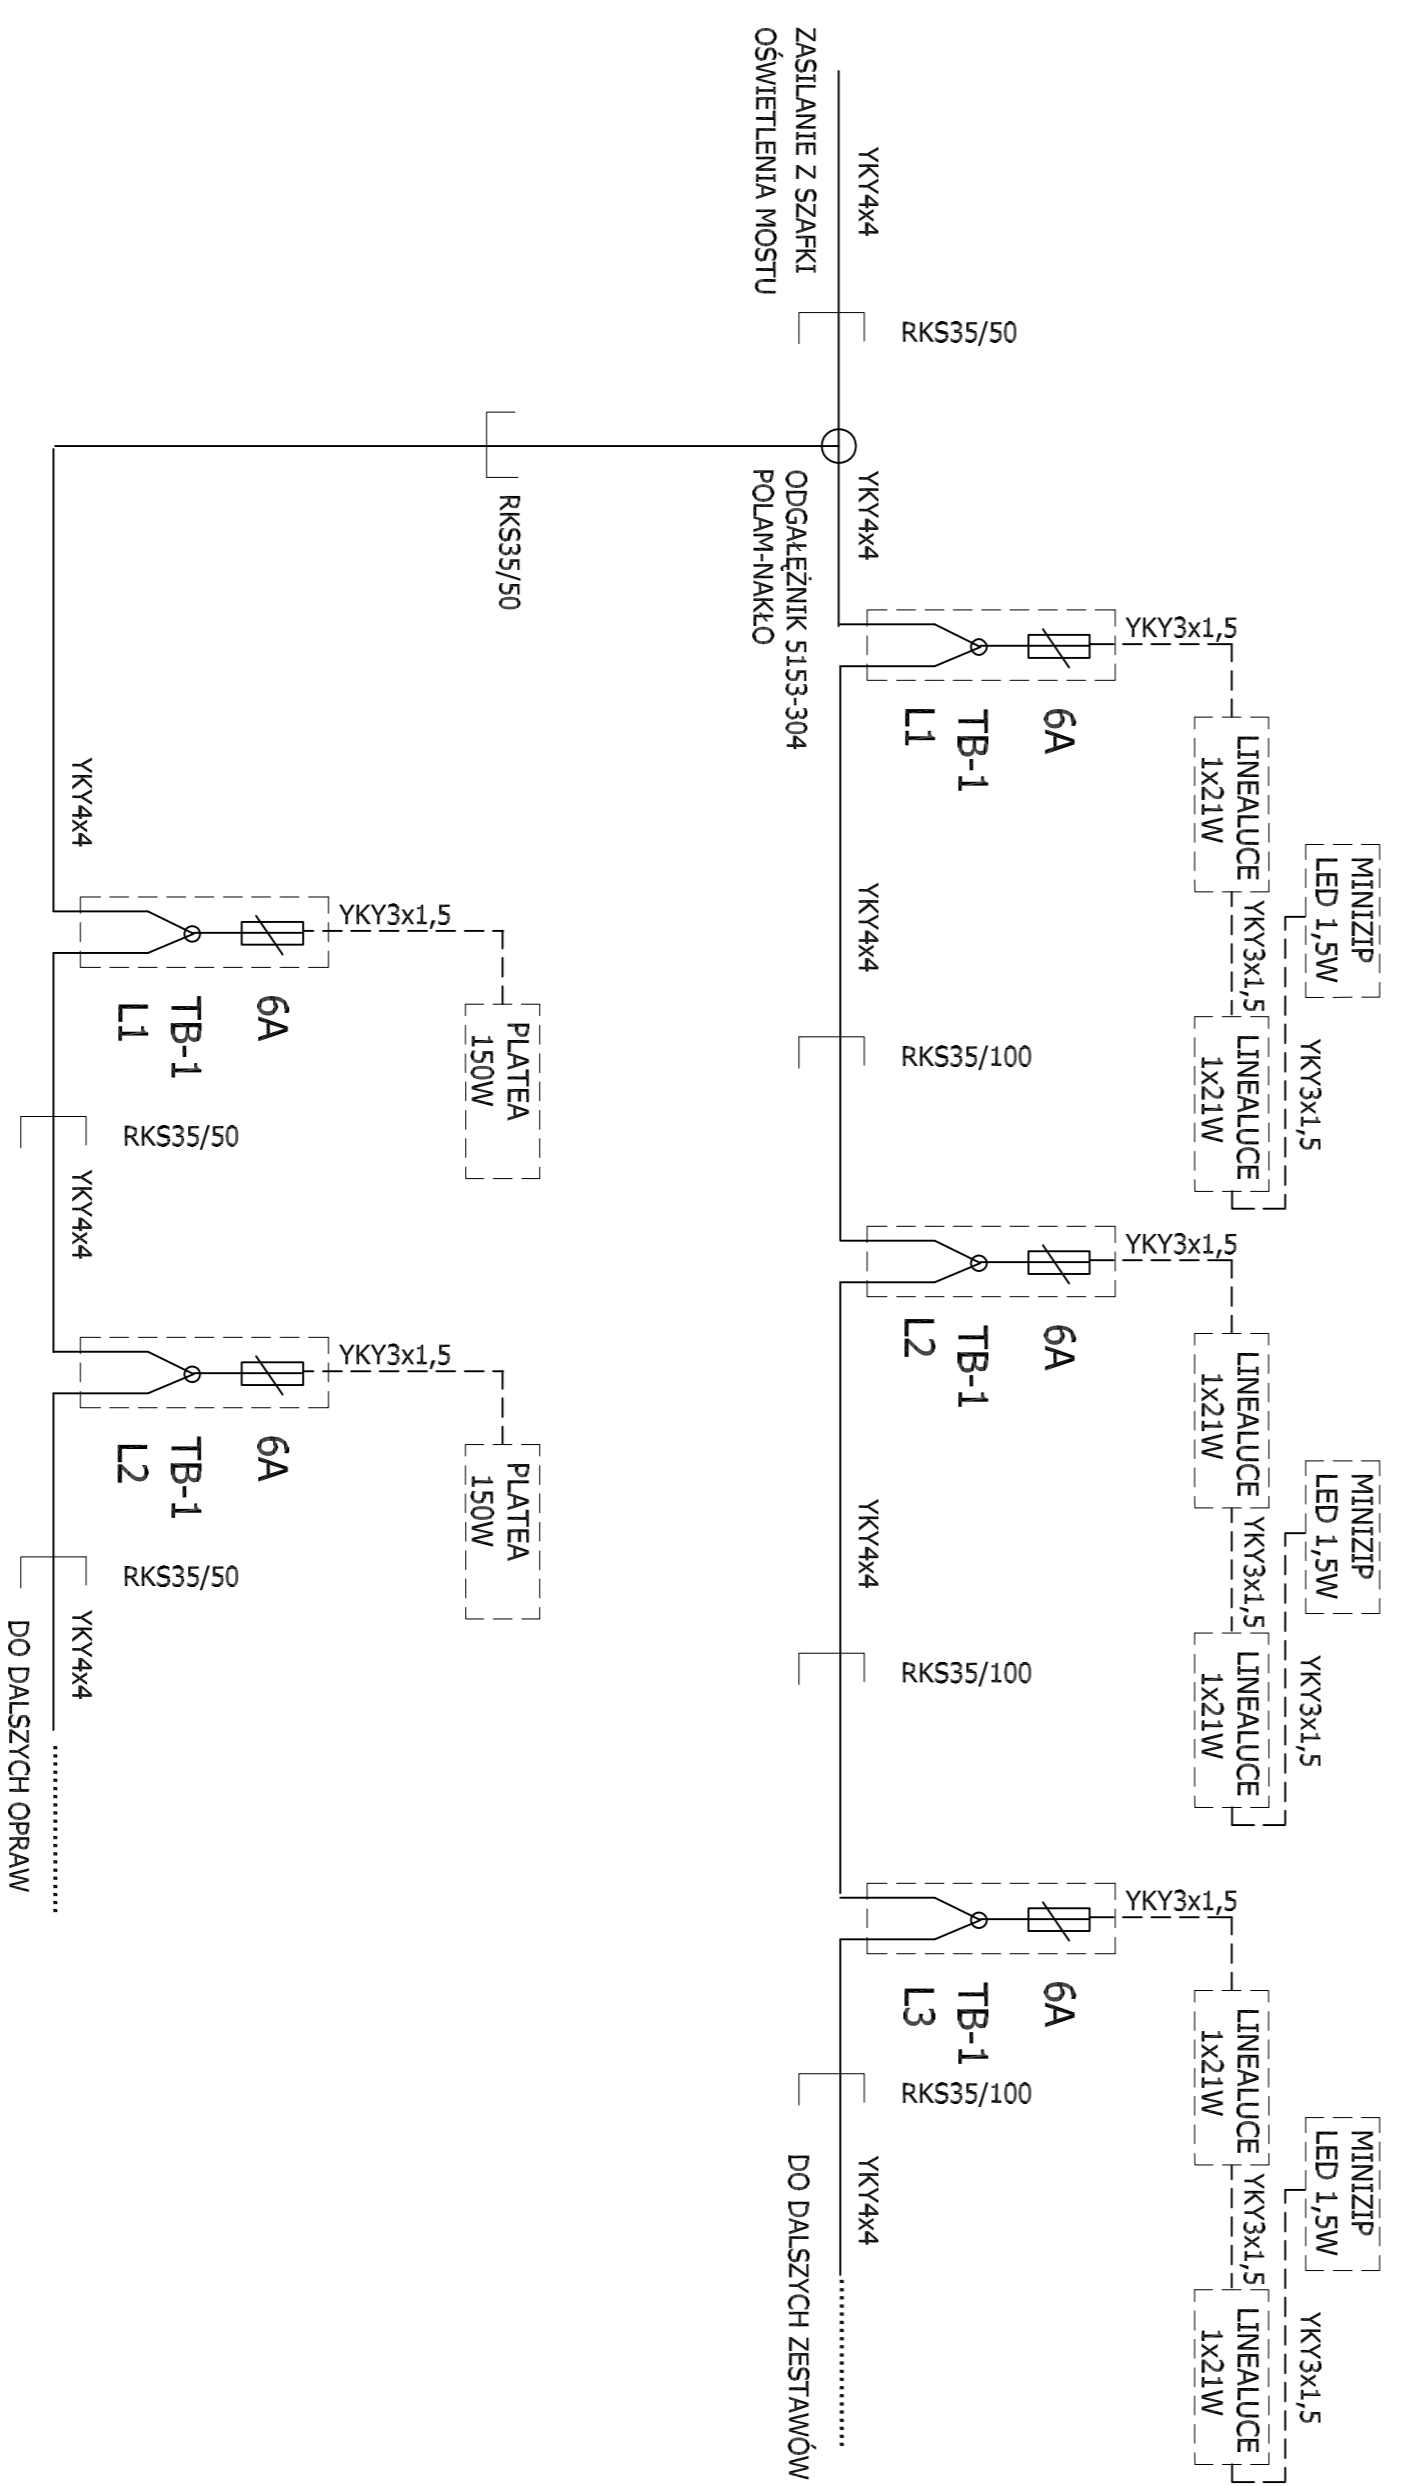 ZASILANIE Z SZAFKI
OŚWIETLENIA MOSTU
YKY4x4
RKS35/50
YKY4x4
ODGAŁĘŹNIK 5153-304
POLAM-NAKŁO
RKS35/50
YKY3x1,5
6A
TB-1
L1
LINEALUCE
1x21W
YKY3x1,5
MINIZIP
LED 1,5W
LINEALUCE
1x21W
YKY3x1,5
YKY4x4
RKS35/100
YKY3x1,5
6A
TB-1
L2
LINEALUCE
1x21W
YKY3x1,5
MINIZIP
LED 1,5W
LINEALUCE
1x21W
YKY3x1,5
YKY4x4
RKS35/100
YKY3x1,5
6A
TB-1
L3
LINEALUCE
1x21W
YKY3x1,5
MINIZIP
LED 1,5W
LINEALUCE
1x21W
YKY3x1,5
RKS35/100
YKY4x4
DO DALSZYCH ZESTAWÓW
YKY4x4
YKY3x1,5
6A
TB-1
L1
PLATEA
150W
RKS35/50
YKY4x4
YKY3x1,5
6A
TB-1
L2
PLATEA
150W
RKS35/50
YKY4x4
DO DALSZYCH OPRAW